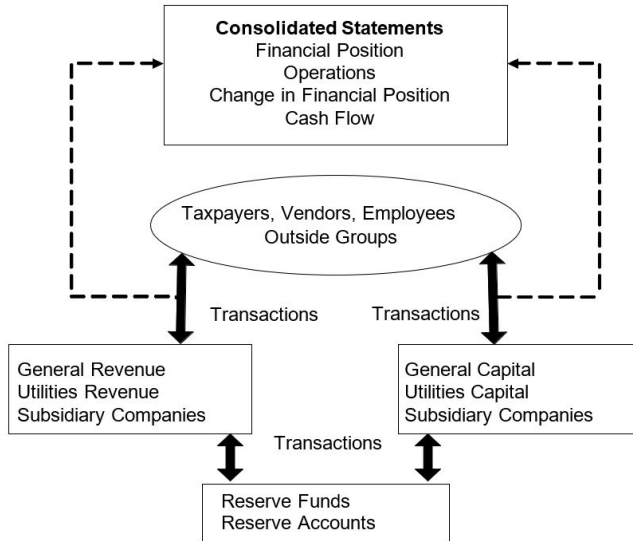 Consolidated Statements
Financial Position
Operations
Change in Financial Position
Cash Flow
Taxpayers, Vendors, Employees
Outside Groups
Transactions
Transactions
General Revenue
Utilities Revenue
Subsidiary Companies
General Capital
Utilities Capital
Subsidiary Companies
Transactions
Reserve Funds
Reserve Accounts